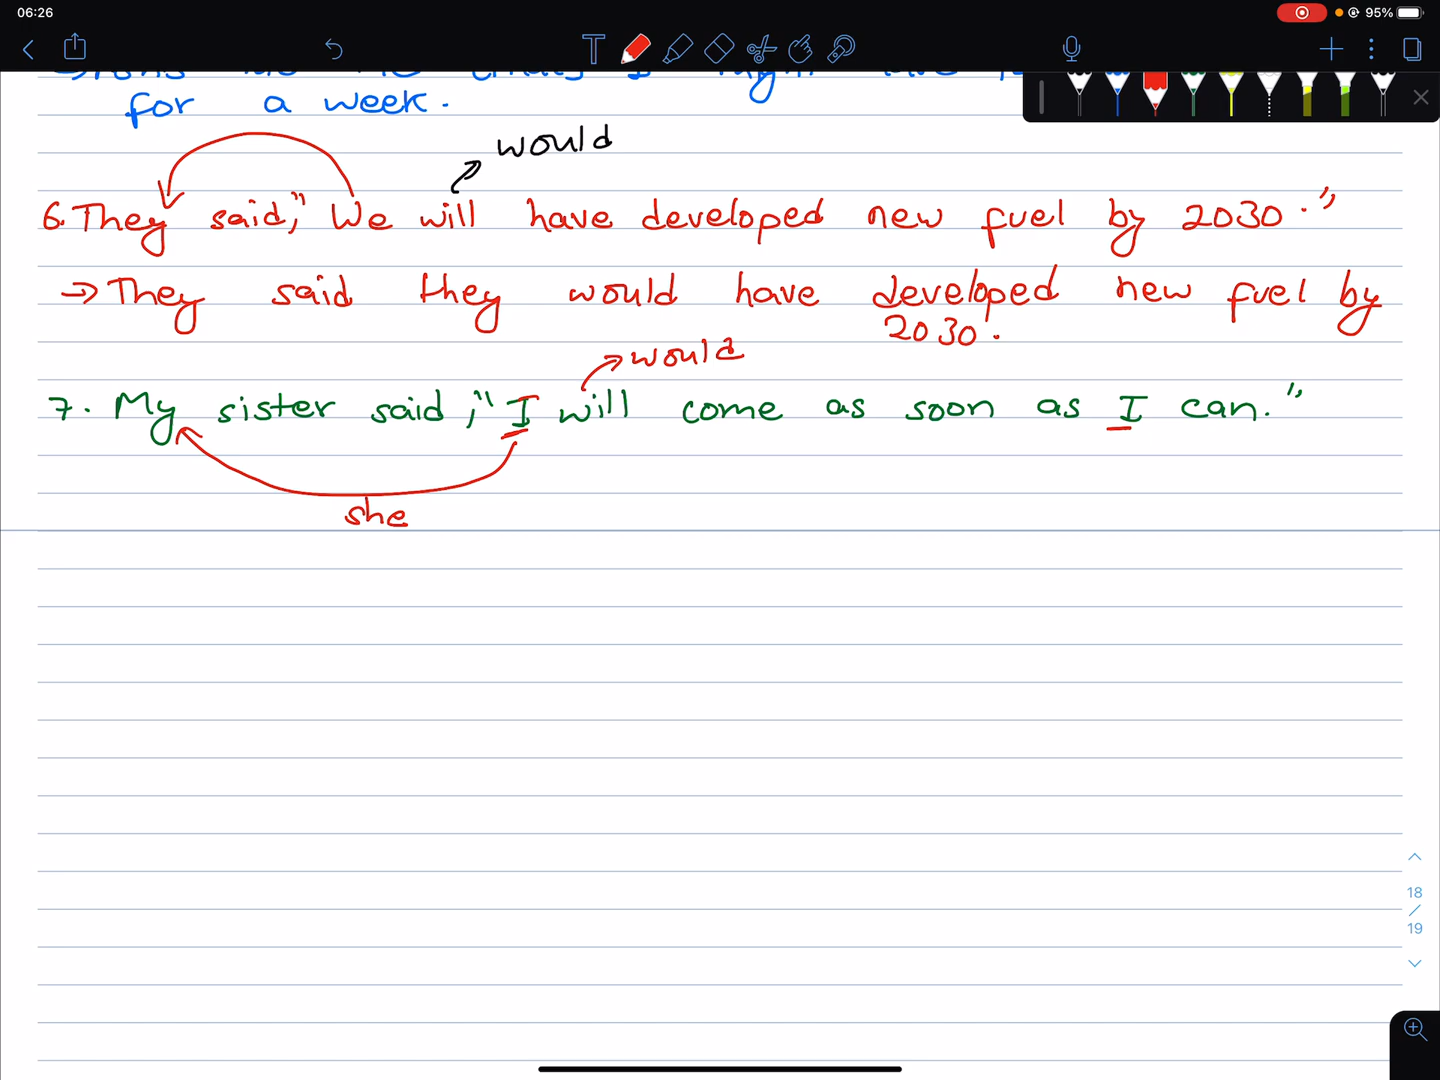 06:26
95%
for a week.
would
6. They said," We will have developed new fuel by 2030."
→ They said they would have developed new fuel by
2030.
would
7. My sister said," I will come as soon as I can."
she
18
/
19